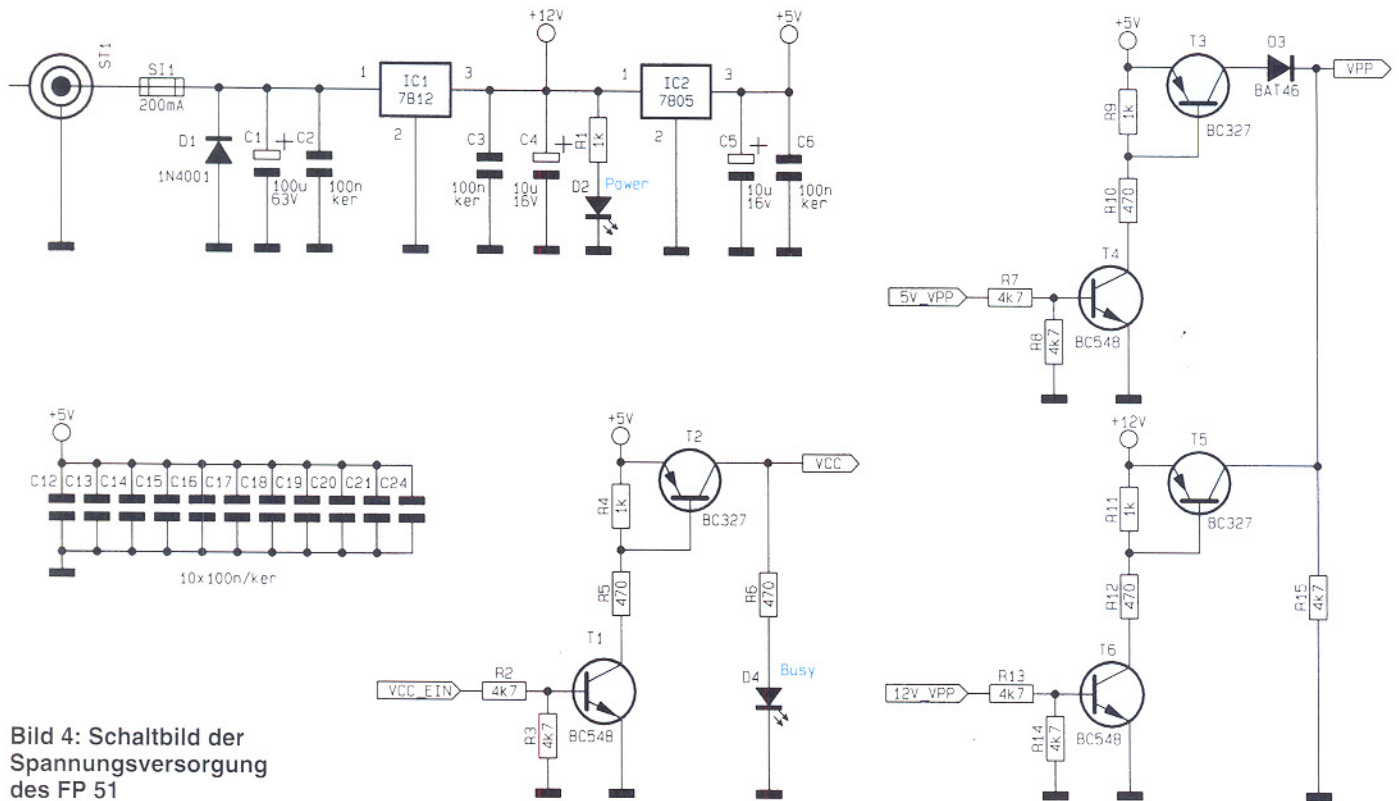 ST1
SI1
200mA
D1
1N4001
C1
+
100u
63V
C2
100n
ker
1
IC1
7812
3
2
C3
100n
ker
+12V
C4
+
10u
16V
R1
1k
D2
Power
1
IC2
7805
3
2
C5
+
10u
16V
+5V
C6
100n
ker
+5V
T3
D3
VPP
BAT46
BC327
R9
1k
R10
470
T4
5V_VPP
R7
4k7
R8
4k7
BC548
+5V
C12 C13 C14 C15 C16 C17 C18 C19 C20 C21 C24
10x100n/ker
+5V
T2
VCC
R4
1k
BC327
R5
470
R6
470
T1
VCC_EIN
R2
4k7
R3
4k7
BC548
D4
Busy
+12V
T5
R11
1k
BC327
R12
470
R15
4k7
T6
12V_VPP
R13
4k7
R14
4k7
BC548
Bild 4: Schaltbild der
Spannungsversorgung
des FP 51